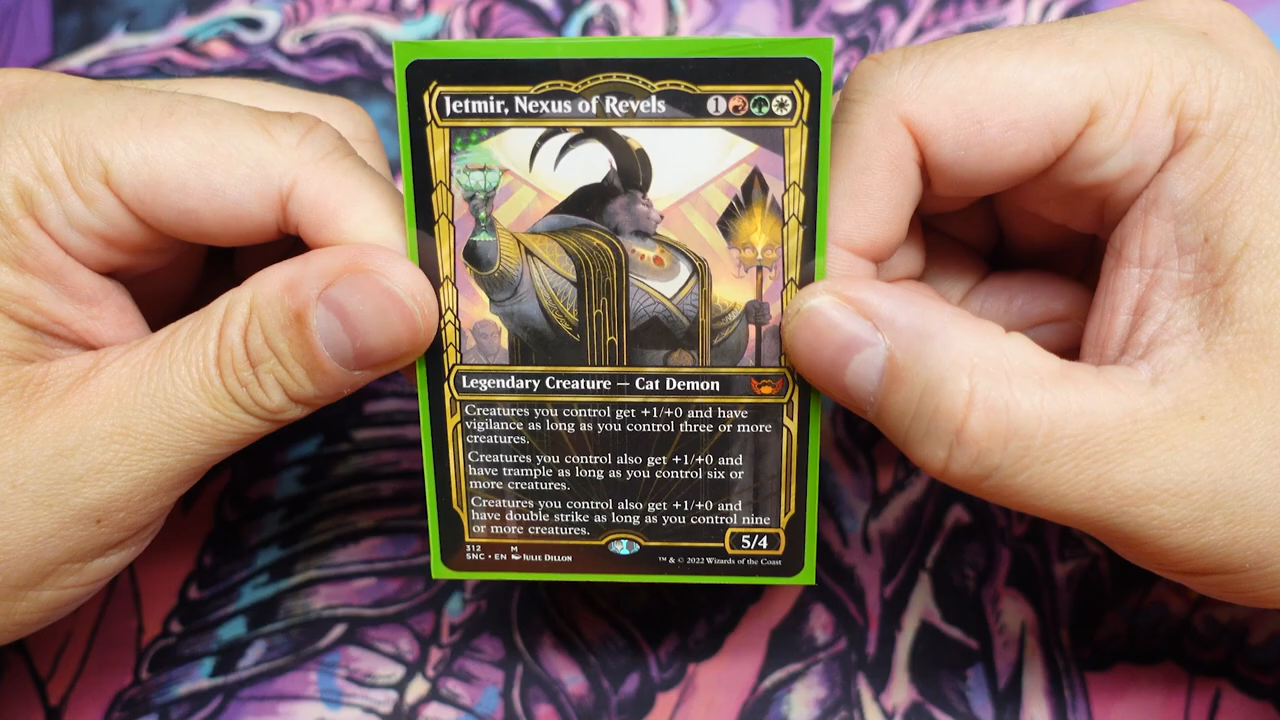 Jetmir, Nexus of Revels 1
Legendary Creature — Cat Demon
Creatures you control get +1/+0 and have
vigilance as long as you control three or more
creatures.
Creatures you control also get +1/+0 and
have trample as long as you control six or
more creatures.
Creatures you control also get +1/+0 and
have double strike as long as you control nine
or more creatures.
5/4
312 M
SNC • EN JULIE DILLON
™ & © 2022 Wizards of the Coast